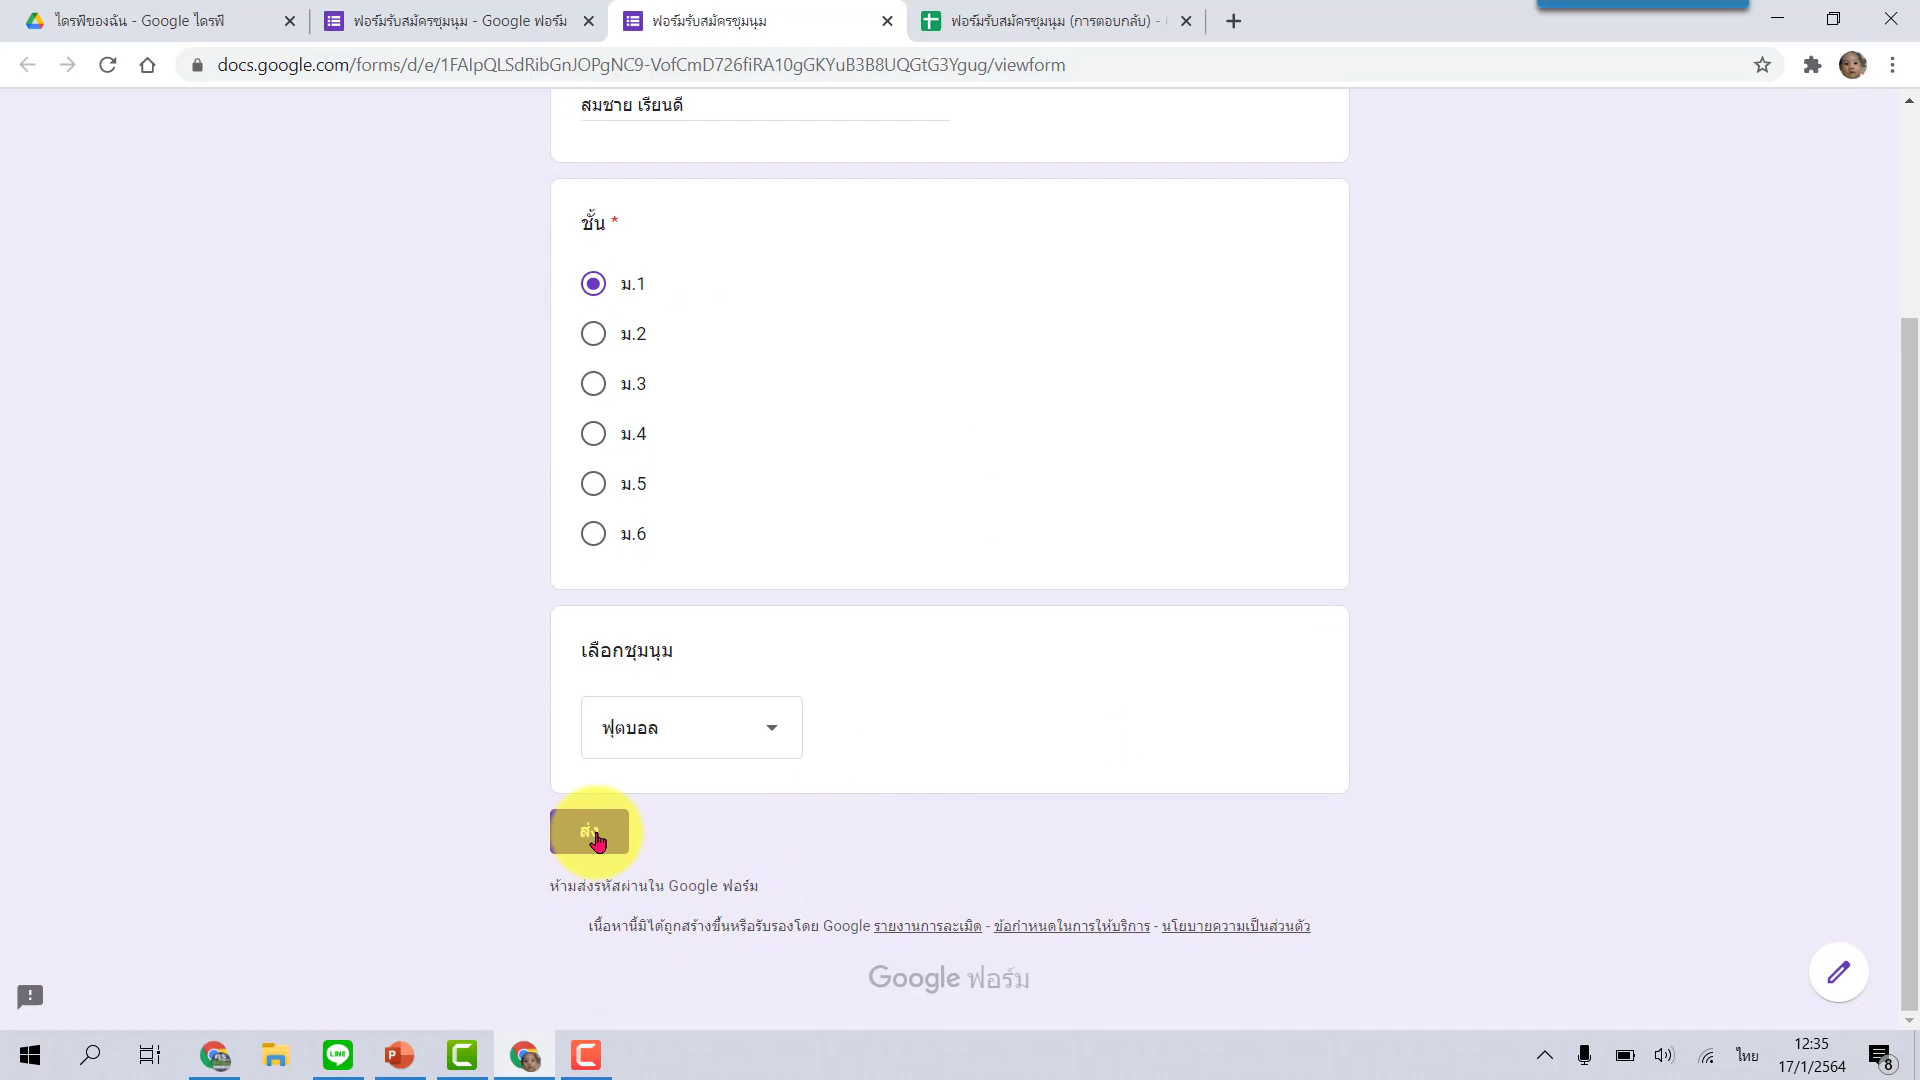 ไดรฟ์ของฉัน - Google ไดรฟ์
ฟอร์มรับสมัครชุมนุม - Google ฟอร์ม
ฟอร์มรับสมัครชุมนุม
ฟอร์มรับสมัครชุมนุม (การตอบกลับ) -
docs.google.com/forms/d/e/1FAIpQLSdRibGnJOPgNC9-VofCmD726fiRA10gGKYuB3B8UQGtG3Ygug/viewform
สมชาย เรียนดี
ชั้น *
ม.1
ม.2
ม.3
ม.4
ม.5
ม.6
เลือกชุมนุม
ฟุตบอล
ส่ง
ห้ามส่งรหัสผ่านใน Google ฟอร์ม
เนื้อหานี้มิได้ถูกสร้างขึ้นหรือรับรองโดย Google รายงานการละเมิด - ข้อกำหนดในการให้บริการ - นโยบายความเป็นส่วนตัว
Google ฟอร์ม
LINE
ไทย
12:35
17/1/2564
8